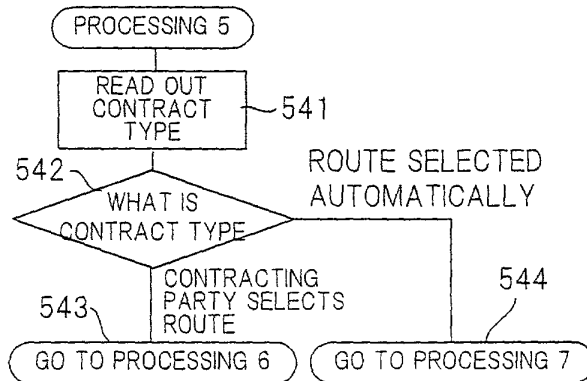 PROCESSING 5
READ OUT
CONTRACT
TYPE
541
542
WHAT IS
CONTRACT TYPE
ROUTE SELECTED
AUTOMATICALLY
CONTRACTING
PARTY SELECTS
ROUTE
543
544
GO TO PROCESSING 6
GO TO PROCESSING 7